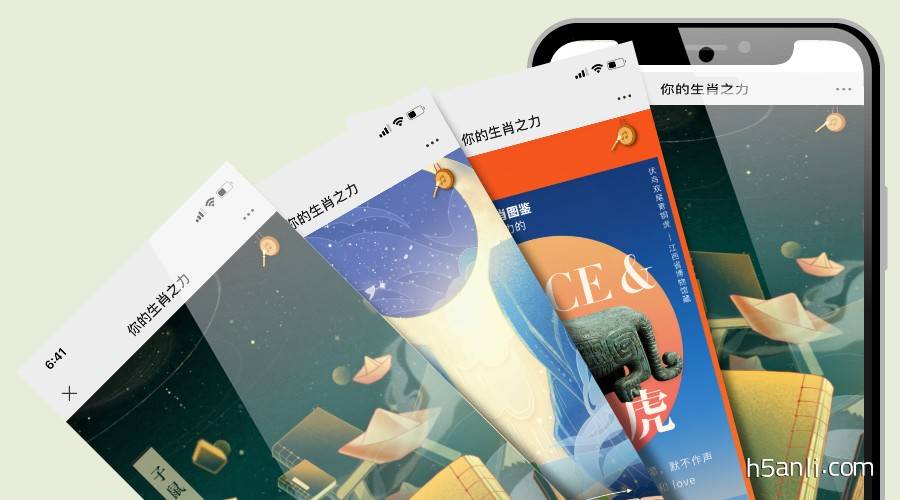 6:41
你的生肖之力
子
鼠
你的生肖之力
你的生肖之力
肖图鉴
力的
CE &
虎
伏鸟双尾青铜虎 — 江西省博物馆藏
默不作声
love
你的生肖之力
h5anli.com